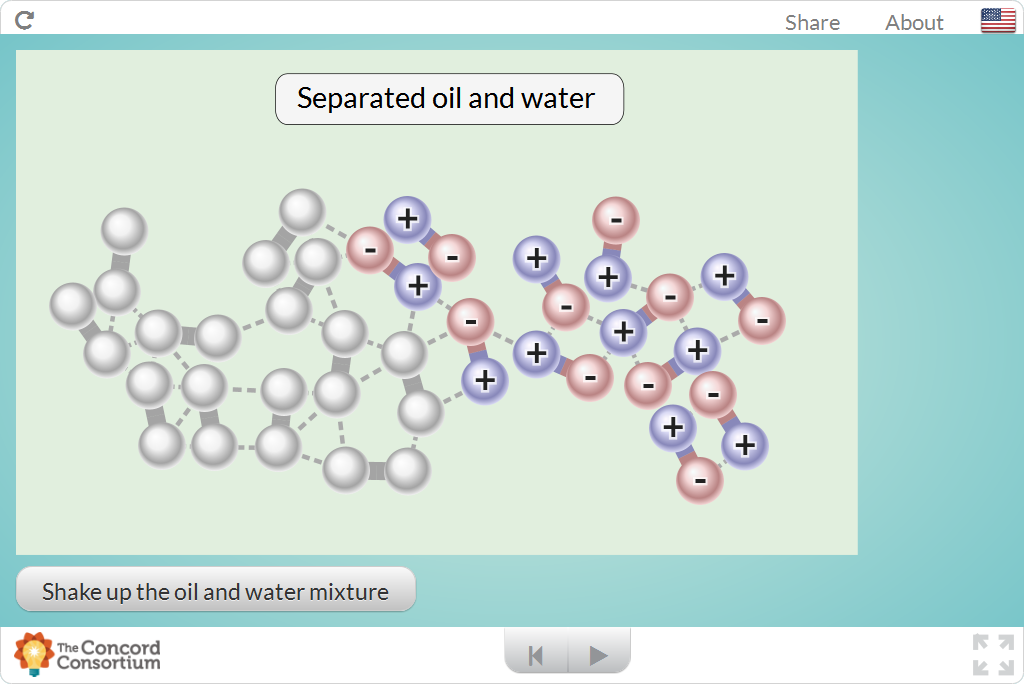 Share About
Separated oil and water
+ -
- +
+ - + - +
+ - -
- + - +
+ - - + -
+ - +
-
Shake up the oil and water mixture
The Concord
Consortium